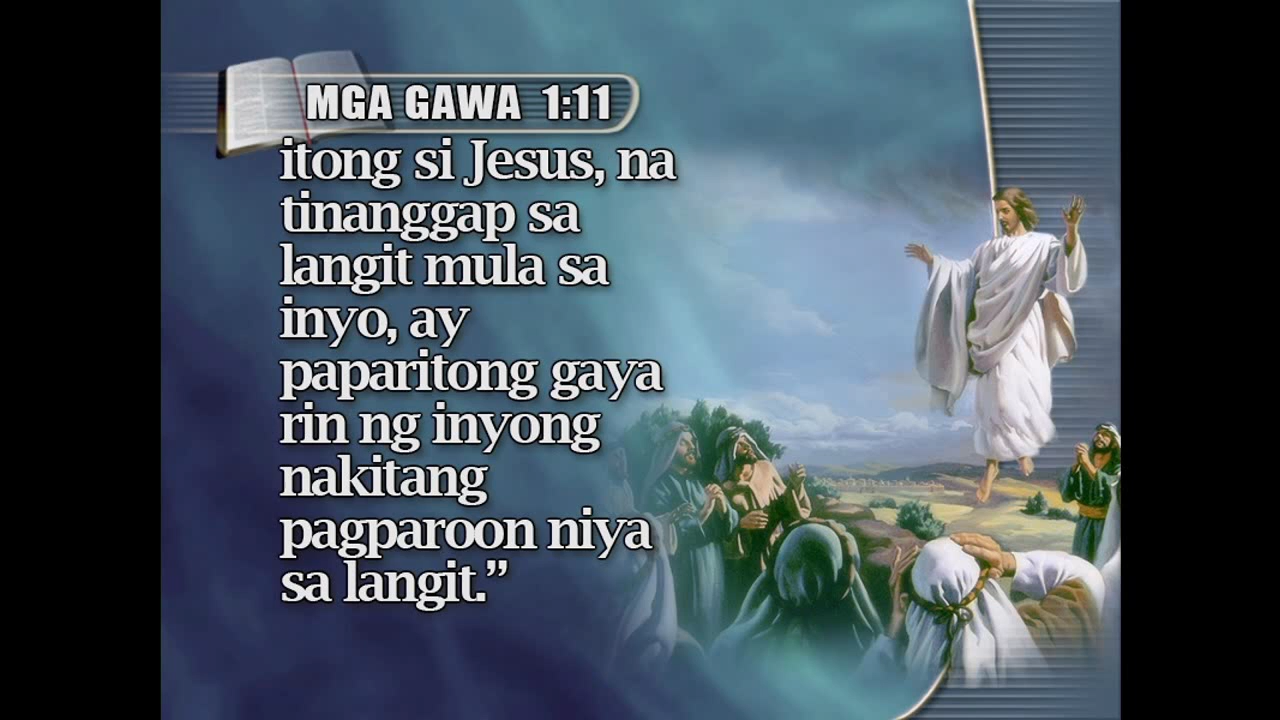 MGA GAWA 1:11
itong si Jesus, na
tinanggap sa
langit mula sa
inyo, ay
paparitong gaya
rin ng inyong
nakitang
pagparoon niya
sa langit.”